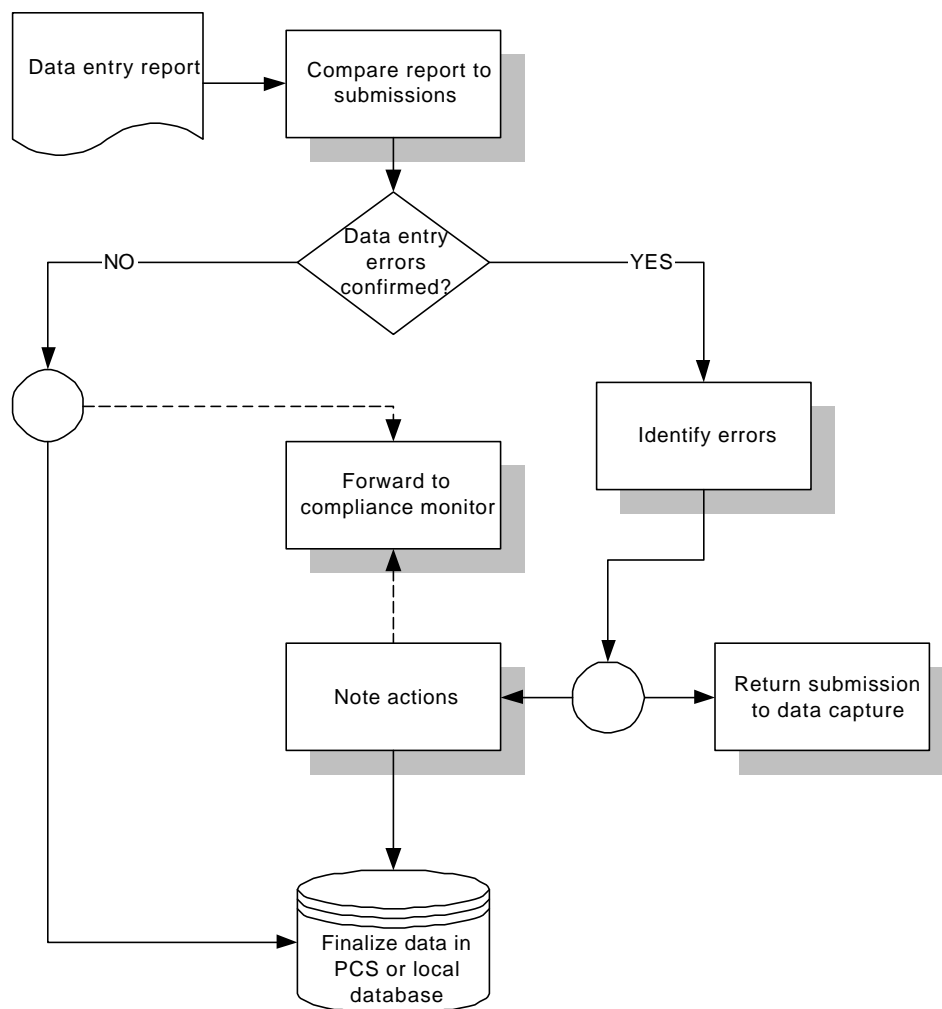 Data entry report
Compare report to
submissions
Data entry
errors
confirmed?
NO
YES
Identify errors
Forward to
compliance monitor
Note actions
Return submission
to data capture
Finalize data in
PCS or local
database